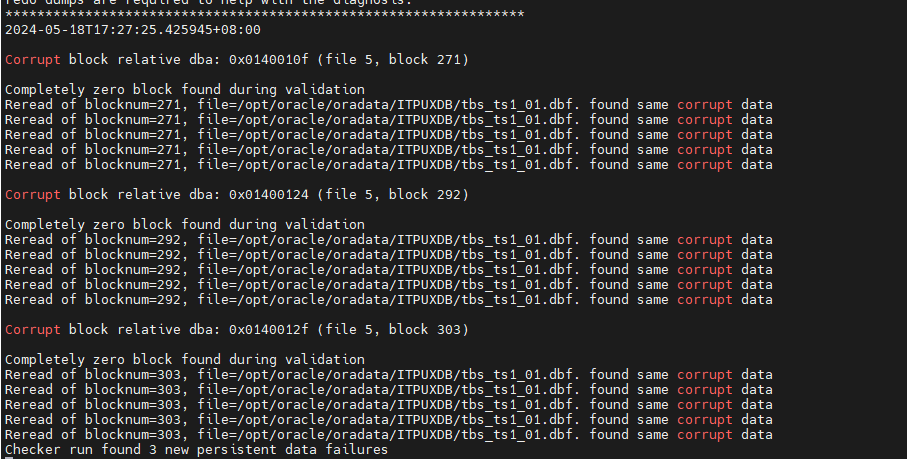 redo dumps are required to help with the diagnosis.
*****************************************************************
2024-05-18T17:27:25.425945+08:00
Corrupt block relative dba: 0x0140010f (file 5, block 271)
Completely zero block found during validation
Reread of blocknum=271, file=/opt/oracle/oradata/ITPUXDB/tbs_ts1_01.dbf. found same corrupt data
Reread of blocknum=271, file=/opt/oracle/oradata/ITPUXDB/tbs_ts1_01.dbf. found same corrupt data
Reread of blocknum=271, file=/opt/oracle/oradata/ITPUXDB/tbs_ts1_01.dbf. found same corrupt data
Reread of blocknum=271, file=/opt/oracle/oradata/ITPUXDB/tbs_ts1_01.dbf. found same corrupt data
Reread of blocknum=271, file=/opt/oracle/oradata/ITPUXDB/tbs_ts1_01.dbf. found same corrupt data
Corrupt block relative dba: 0x01400124 (file 5, block 292)
Completely zero block found during validation
Reread of blocknum=292, file=/opt/oracle/oradata/ITPUXDB/tbs_ts1_01.dbf. found same corrupt data
Reread of blocknum=292, file=/opt/oracle/oradata/ITPUXDB/tbs_ts1_01.dbf. found same corrupt data
Reread of blocknum=292, file=/opt/oracle/oradata/ITPUXDB/tbs_ts1_01.dbf. found same corrupt data
Reread of blocknum=292, file=/opt/oracle/oradata/ITPUXDB/tbs_ts1_01.dbf. found same corrupt data
Reread of blocknum=292, file=/opt/oracle/oradata/ITPUXDB/tbs_ts1_01.dbf. found same corrupt data
Corrupt block relative dba: 0x0140012f (file 5, block 303)
Completely zero block found during validation
Reread of blocknum=303, file=/opt/oracle/oradata/ITPUXDB/tbs_ts1_01.dbf. found same corrupt data
Reread of blocknum=303, file=/opt/oracle/oradata/ITPUXDB/tbs_ts1_01.dbf. found same corrupt data
Reread of blocknum=303, file=/opt/oracle/oradata/ITPUXDB/tbs_ts1_01.dbf. found same corrupt data
Reread of blocknum=303, file=/opt/oracle/oradata/ITPUXDB/tbs_ts1_01.dbf. found same corrupt data
Reread of blocknum=303, file=/opt/oracle/oradata/ITPUXDB/tbs_ts1_01.dbf. found same corrupt data
Checker run found 3 new persistent data failures